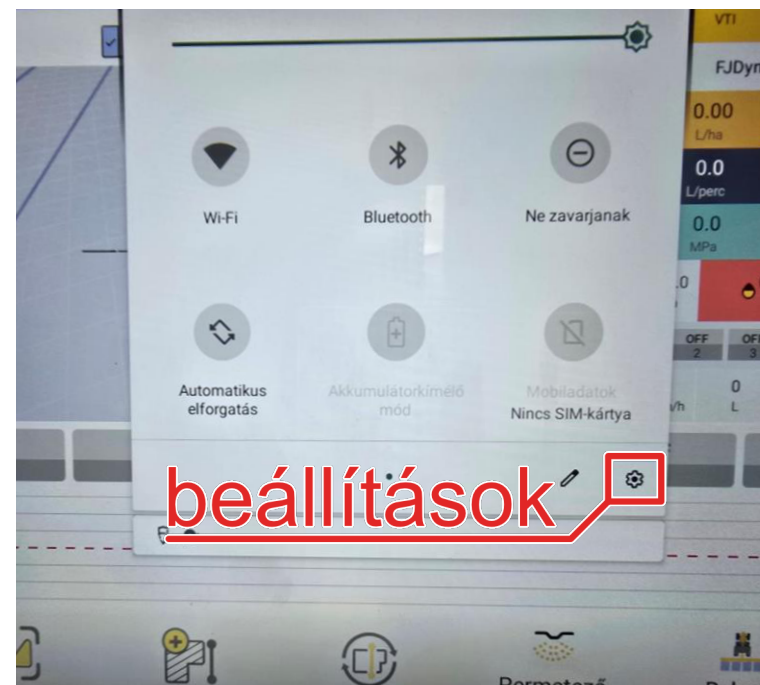 VTI
FJDyn
0.00
L/ha
0.0
L/perc
0.0
MPa
.0
Wi-Fi
Bluetooth
Ne zavarjanak
OFF
2
OFF
3
Automatikus
elforgatás
Akkumulátorkímélő
mód
Mobiladatok
Nincs SIM-kártya
/h
0
L
beállítások
Permetező